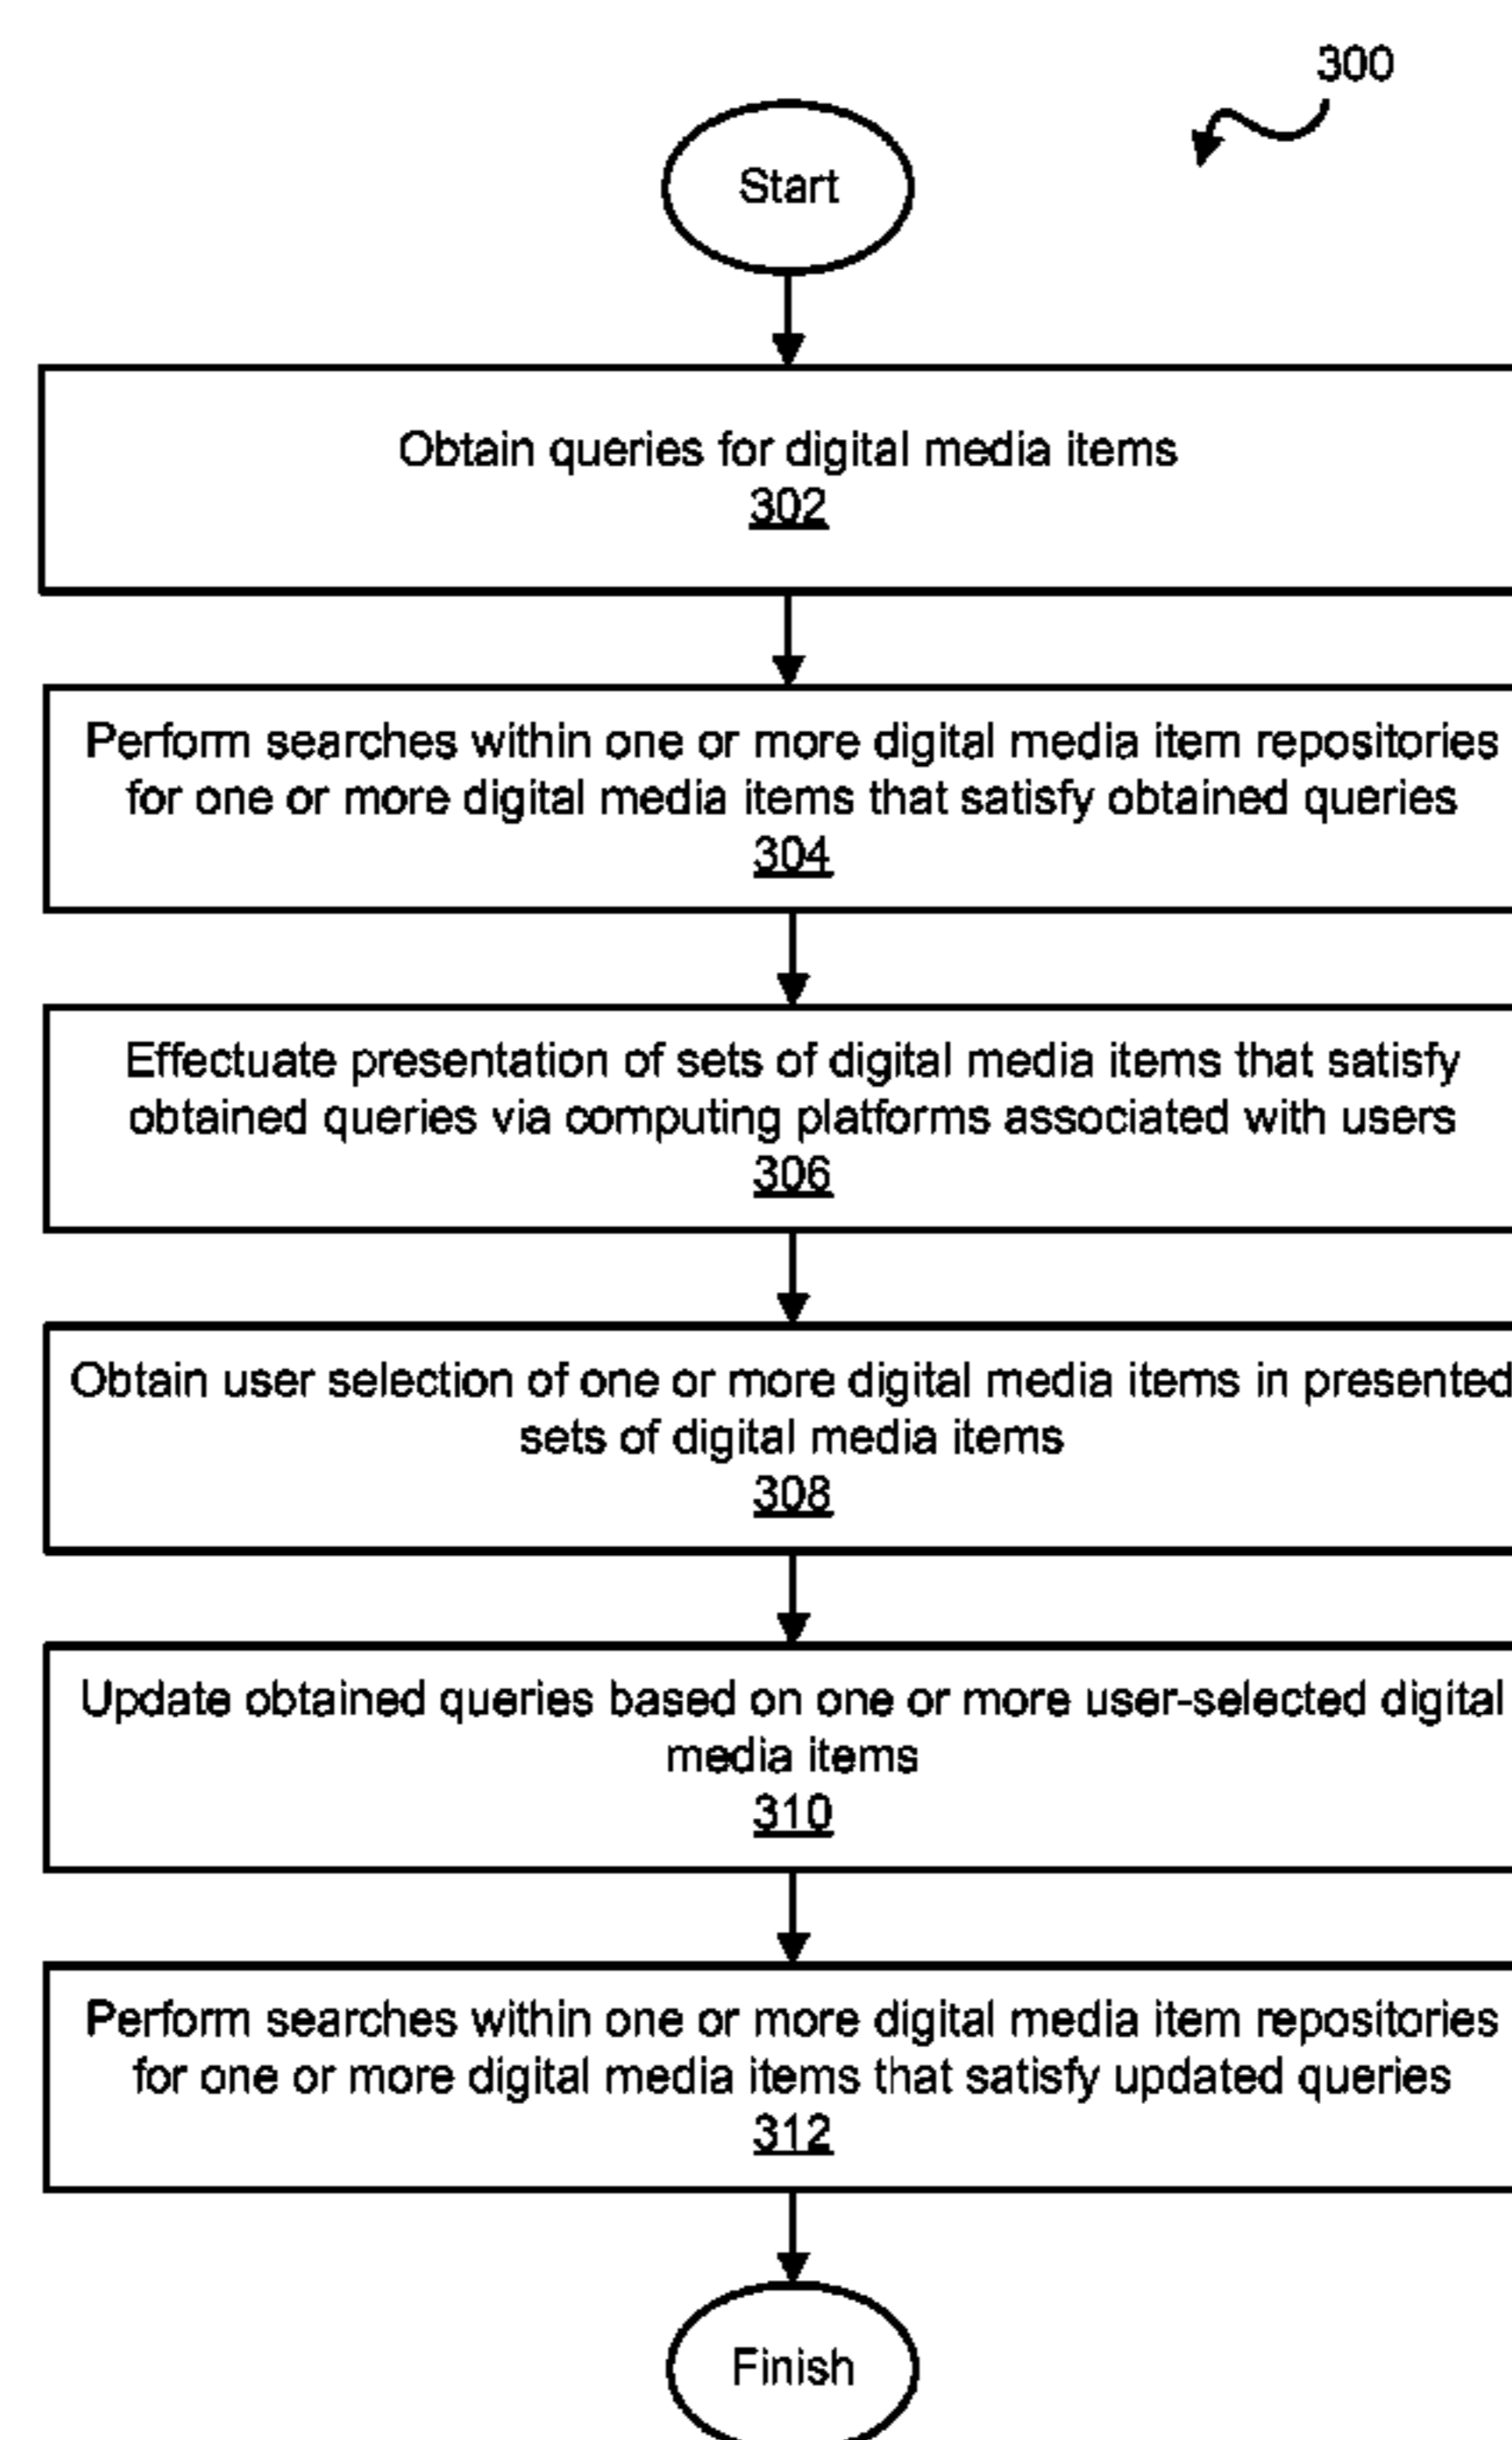 300
Start
Obtain queries for digital media items
302
Perform searches within one or more digital media item repositories
for one or more digital media items that satisfy obtained queries
304
Effectuate presentation of sets of digital media items that satisfy
obtained queries via computing platforms associated with users
306
Obtain user selection of one or more digital media items in presented
sets of digital media items
308
Update obtained queries based on one or more user-selected digital
media items
310
Perform searches within one or more digital media item repositories
for one or more digital media items that satisfy updated queries
312
Finish